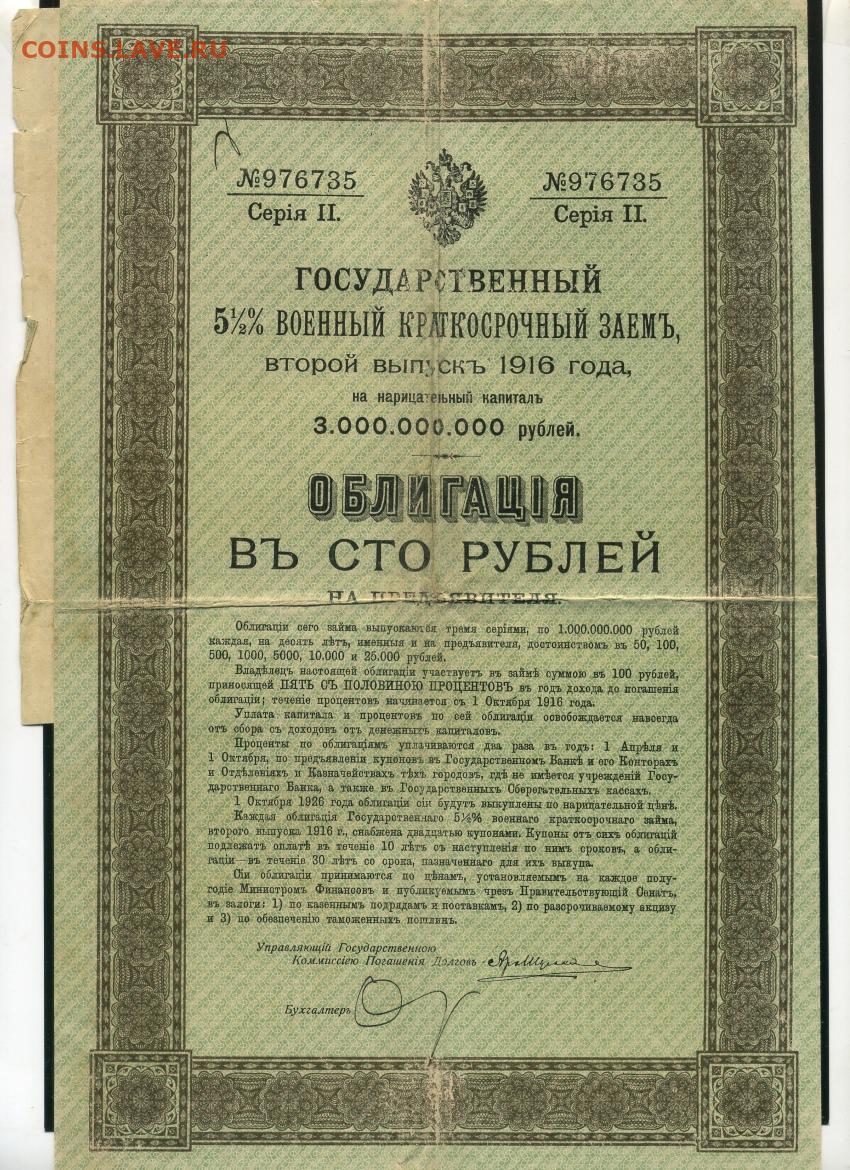 COINS.LAVE.RU
№976735
Серія II.
№976735
Серія II.
ГОСУДАРСТВЕННЫЙ
5½% ВОЕННЫЙ КРАТКОСРОЧНЫЙ ЗАЕМЪ,
второй выпускъ 1916 года,
на нарицательный капиталъ
3.000.000.000 рублей.
ОБЛИГАЦІЯ
ВЪ СТО РУБЛЕЙ
НА ПРЕДЪЯВИТЕЛЯ.
Облигаціи сего займа выпускаются тремя серіями, по 1.000.000.000 рублей
каждая, на десять лѣтъ, именныя и на предъявителя, достоинствомъ въ 50, 100,
500, 1000, 5000, 10.000 и 25.000 рублей.
Владѣлецъ настоящей облигаціи участвуетъ въ займѣ суммою въ 100 рублей,
приносящей ПЯТЬ СЪ ПОЛОВИНОЮ ПРОЦЕНТОВЪ въ годъ дохода до погашенія
облигаціи; теченіе процентовъ начинается съ 1 Октября 1916 года.
Уплата капитала и процентовъ по сей облигаціи освобождается навсегда
отъ сбора съ доходовъ отъ денежныхъ капиталовъ.
Проценты по облигаціямъ уплачиваются два раза въ годъ: 1 Апрѣля и
1 Октября, по предъявленіи купоновъ въ Государственномъ Банкѣ и его Конторахъ
и Отдѣленіяхъ и Казначействахъ тѣхъ городовъ, гдѣ не имѣется учрежденій Госу-
дарственнаго Банка, а также въ Государственныхъ Сберегательныхъ кассахъ.
1 Октября 1926 года облигаціи сіи будутъ выкуплены по нарицательной цѣнѣ.
Каждая облигація Государственнаго 5½% военнаго краткосрочнаго займа,
второго выпуска 1916 г., снабжена двадцатью купонами. Купоны отъ сихъ облигацій
подлежатъ оплатѣ въ теченіе 10 лѣтъ съ наступленія по нимъ сроковъ, а обли-
гаціи—въ теченіе 30 лѣтъ со срока, назначеннаго для ихъ выкупа.
Сіи облигаціи принимаются по цѣнамъ, установляемымъ на каждое полу-
годіе Министромъ Финансовъ и публикуемымъ чрезъ Правительствующій Сенатъ,
въ залоги: 1) по казеннымъ подрядамъ и поставкамъ, 2) по разсрочиваемому акцизу
и 3) по обезпеченію таможенныхъ пошлинъ.
Управляющій Государственною
Коммиссіею Погашенія Долговъ
Бухгалтеръ